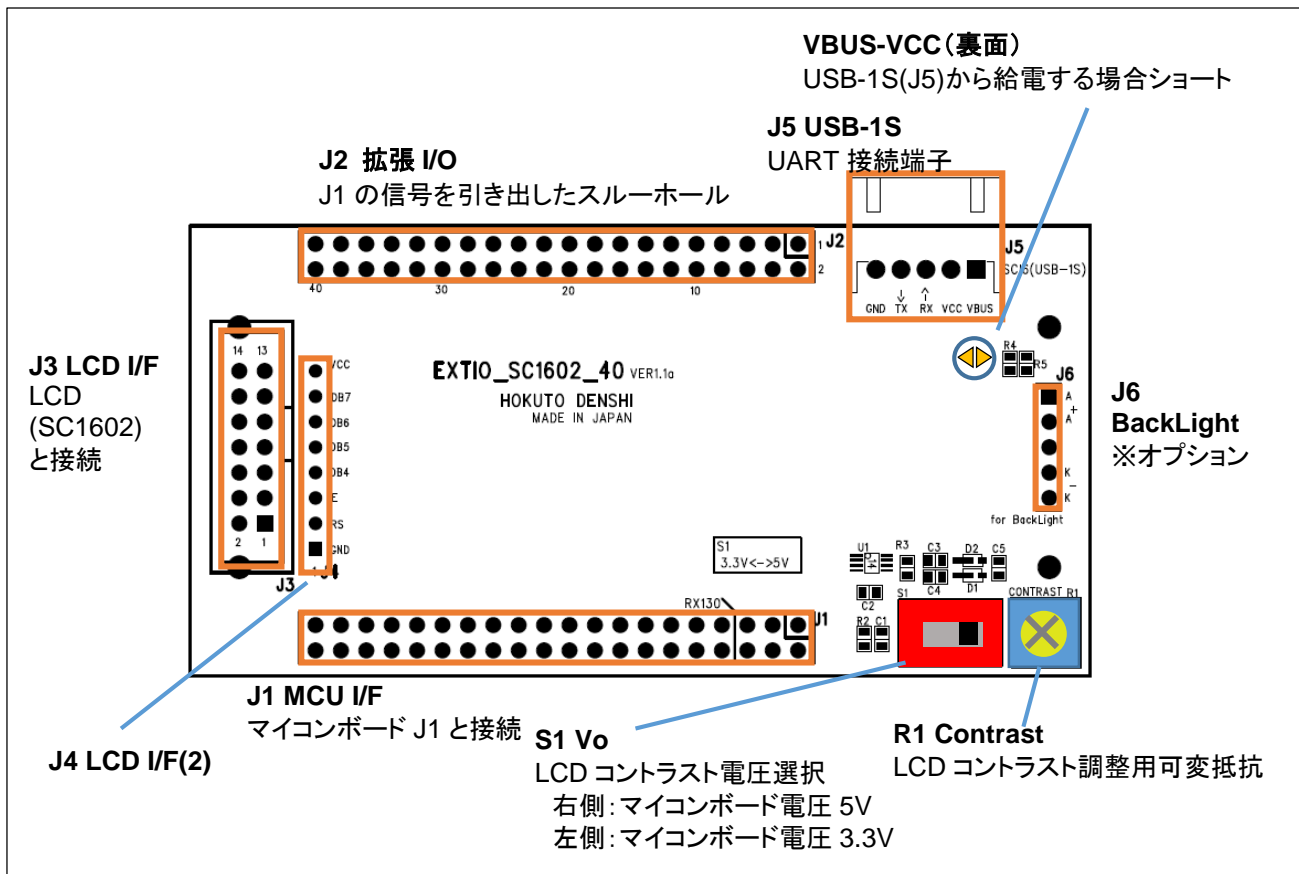 VBUS-VCC（裏面）
USB-1S(J5)から給電する場合ショート
J5 USB-1S
UART 接続端子
J2 拡張 I/O
J1 の信号を引き出したスルーホール
1 J2
2
40 30 20 10
J5
SCI6(USB-1S)
GND TX RX VCC VBUS
J3 LCD I/F
LCD
(SC1602)
と接続
14 13
2 1
J3
VCC
DB7
DB6
DB5
DB4
E
RS
GND
1
J4
EXTIO_SC1602_40 VER1.1a
HOKUTO DENSHI
MADE IN JAPAN
R4
R5
J6
A
+
A
K
-
K
for BackLight
J6
BackLight
※オプション
S1
3.3V<->5V
U1 R3 C3 D2 C5
C4 D1
C2
S1
CONTRAST R1
R2 C1
RX130
J1
J1 MCU I/F
マイコンボード J1 と接続
J4 LCD I/F(2)
S1 Vo
LCD コントラスト電圧選択
右側：マイコンボード電圧 5V
左側：マイコンボード電圧 3.3V
R1 Contrast
LCD コントラスト調整用可変抵抗